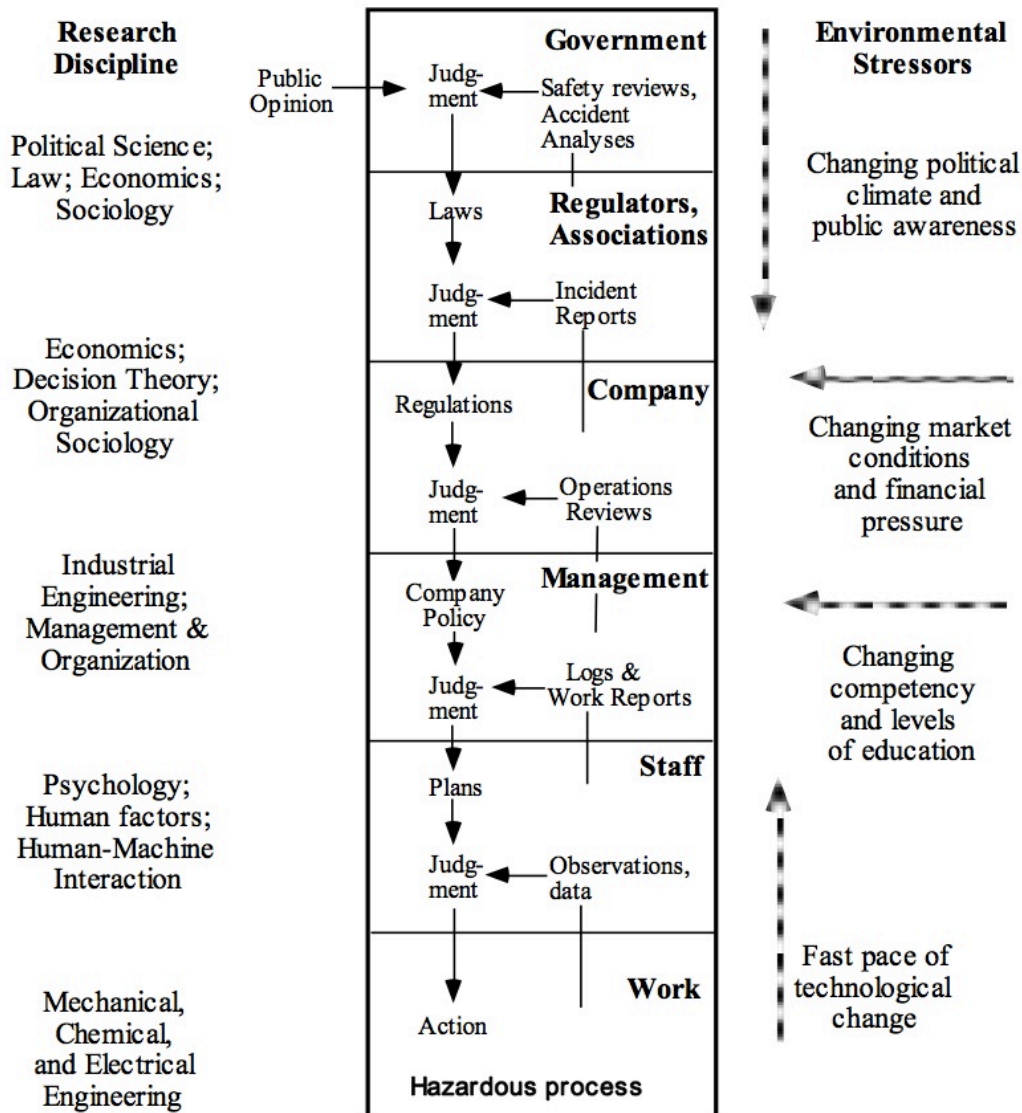 Research
Discipline
Political Science;
Law; Economics;
Sociology
Economics;
Decision Theory;
Organizational
Sociology
Industrial
Engineering;
Management &
Organization
Psychology;
Human factors;
Human-Machine
Interaction
Mechanical,
Chemical,
and Electrical
Engineering
Public
Opinion
Government
Judg-
ment
Safety reviews,
Accident
Analyses
Laws
Regulators,
Associations
Judg-
ment
Incident
Reports
Company
Regulations
Judg-
ment
Operations
Reviews
Management
Company
Policy
Judg-
ment
Logs &
Work Reports
Staff
Plans
Judg-
ment
Observations,
data
Work
Action
Hazardous process
Environmental
Stressors
Changing political
climate and
public awareness
Changing market
conditions
and financial
pressure
Changing
competency
and levels
of education
Fast pace of
technological
change